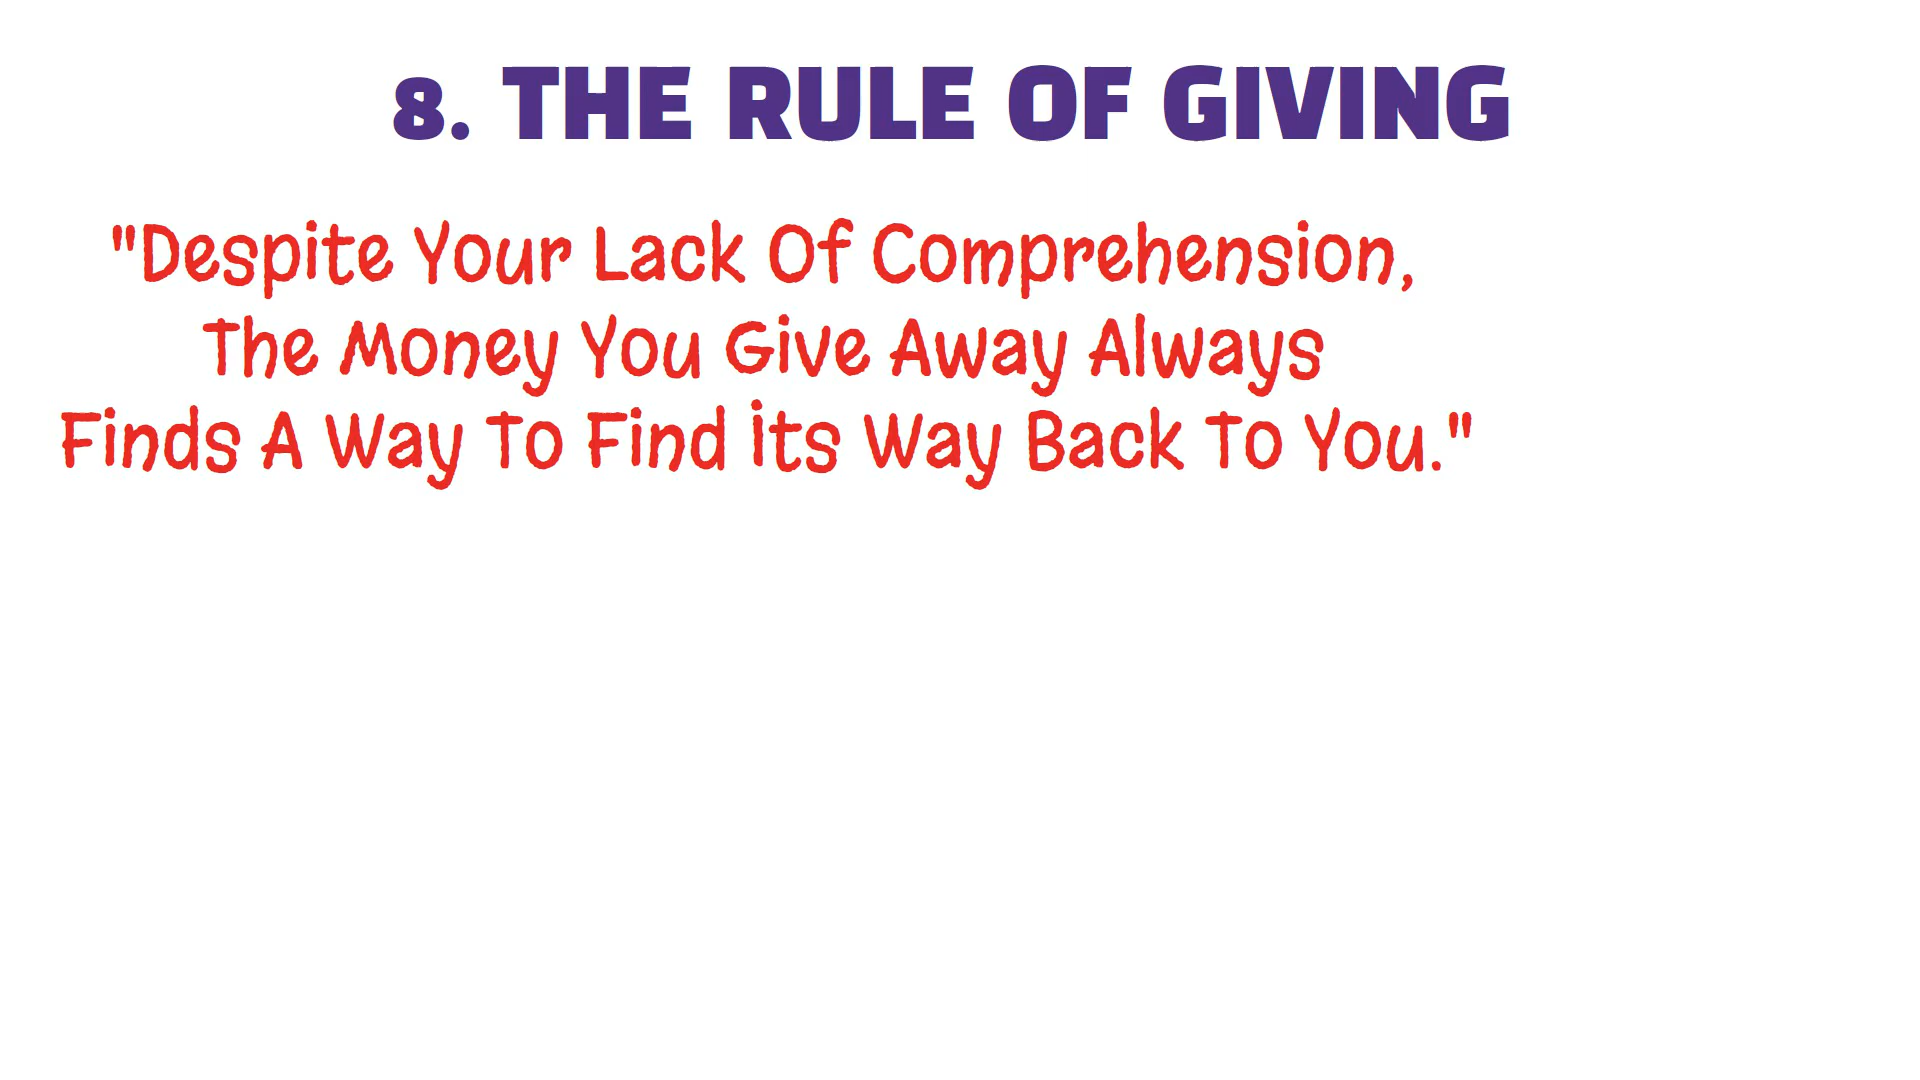 8. THE RULE OF GIVING
"Despite Your Lack Of Comprehension,
The Money You Give Away Always
Finds A Way To Find Its Way Back To You."